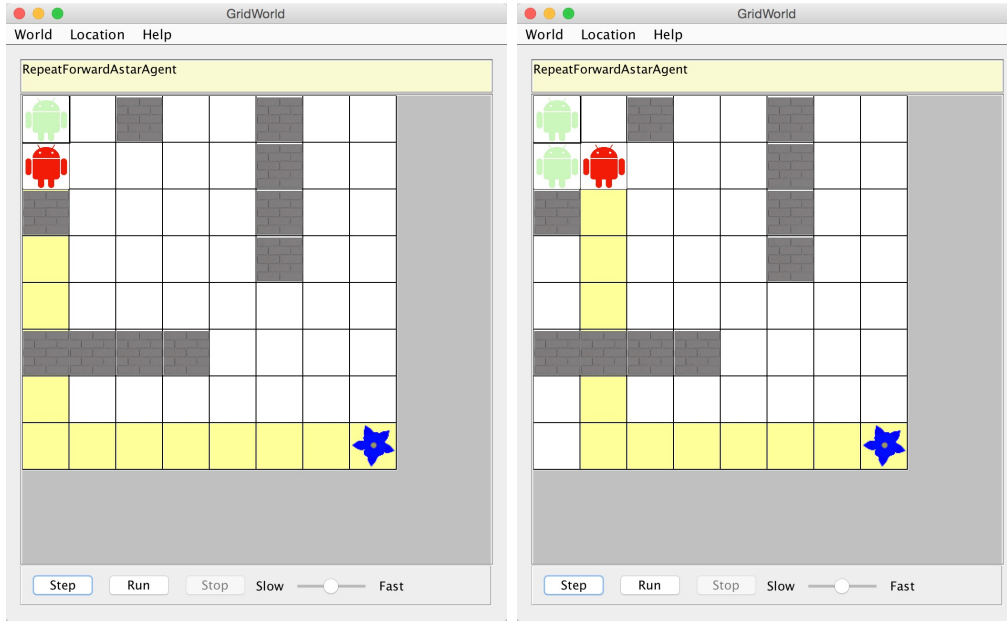 GridWorld
World Location Help
RepeatForwardAstarAgent
Step Run Stop Slow Fast
GridWorld
World Location Help
RepeatForwardAstarAgent
Step Run Stop Slow Fast